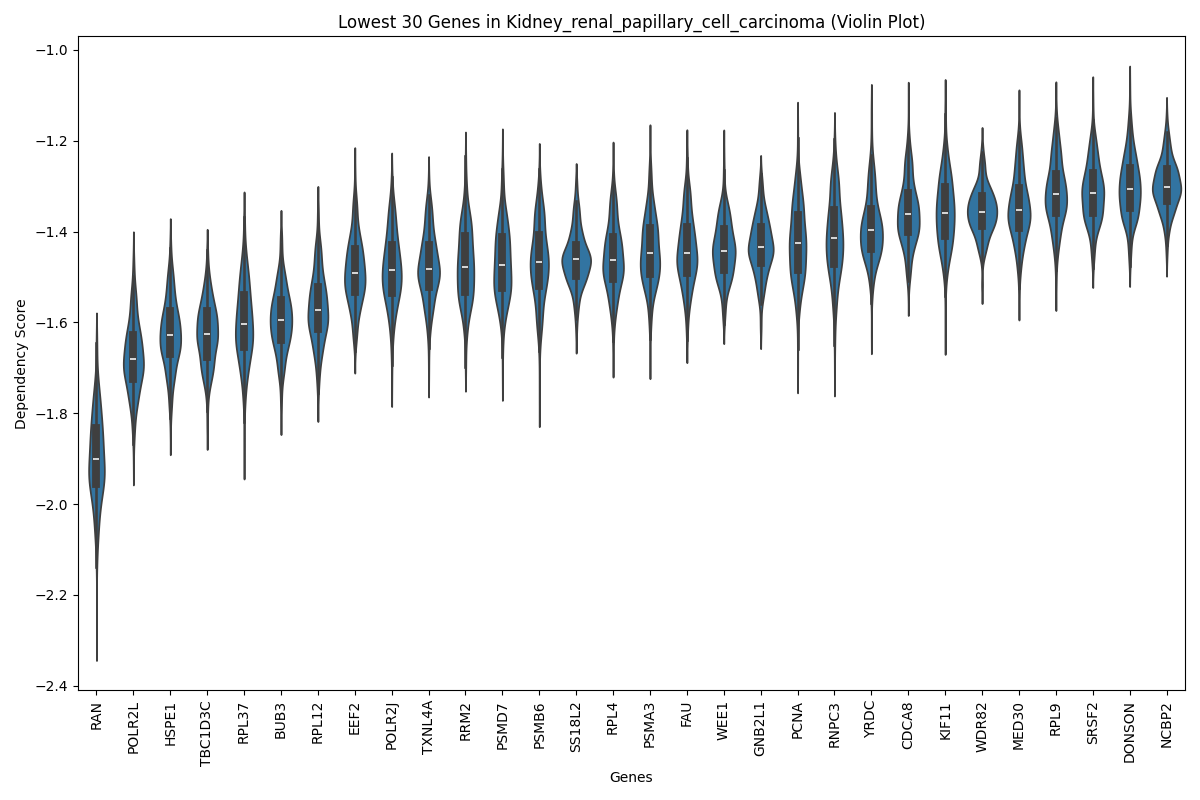 Lowest 30 Genes in Kidney_renal_papillary_cell_carcinoma (Violin Plot)
Dependency Score
−1.0
−1.2
−1.4
−1.6
−1.8
−2.0
−2.2
−2.4
RAN
POLR2L
HSPE1
TBC1D3C
RPL37
BUB3
RPL12
EEF2
POLR2J
TXNL4A
RRM2
PSMD7
PSMB6
SS18L2
RPL4
PSMA3
FAU
WEE1
GNB2L1
PCNA
RNPC3
YRDC
CDCA8
KIF11
WDR82
MED30
RPL9
SRSF2
DONSON
NCBP2
Genes